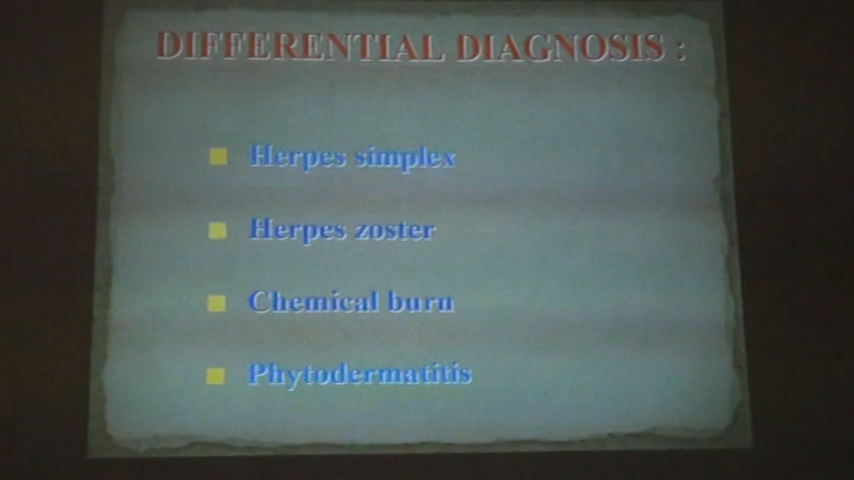 DIFFERENTIAL DIAGNOSIS :
Herpes simplex
Herpes zoster
Chemical burn
Phytodermatitis